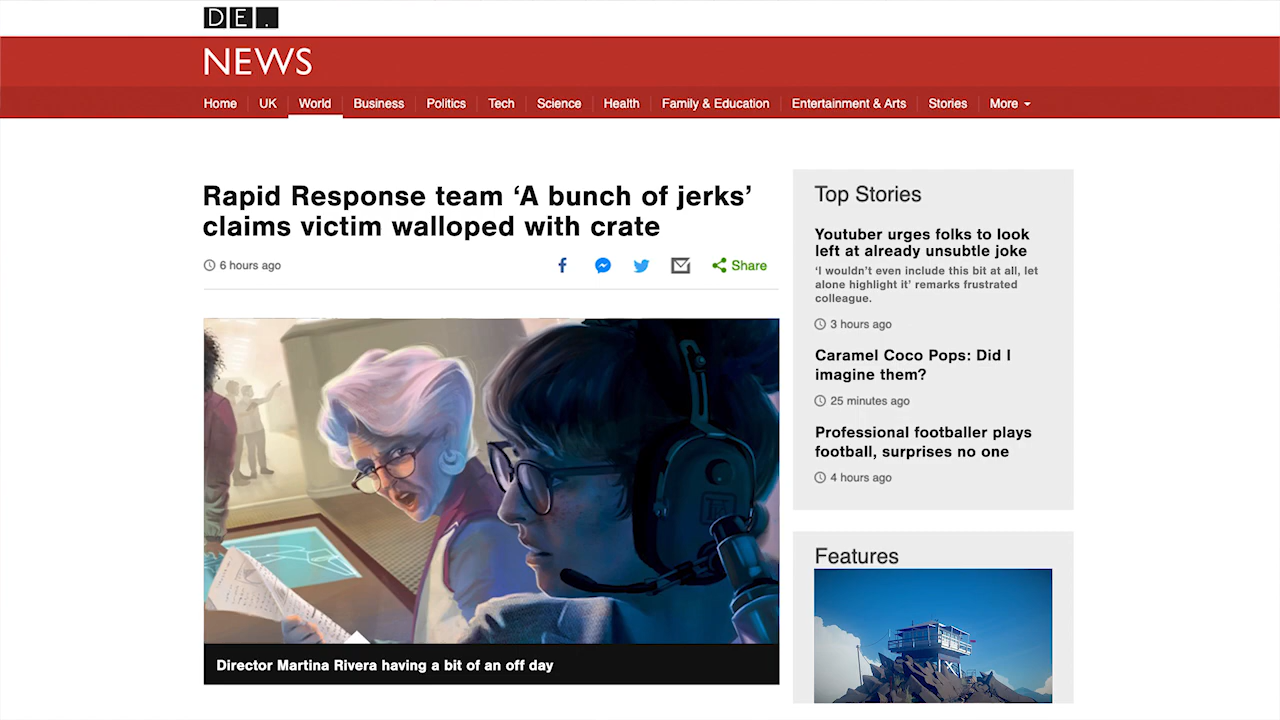 DE.
NEWS
Home UK World Business Politics Tech Science Health Family & Education Entertainment & Arts Stories More
Rapid Response team ‘A bunch of jerks’
claims victim walloped with crate
6 hours ago
Share
Director Martina Rivera having a bit of an off day
Top Stories
Youtuber urges folks to look
left at already unsubtle joke
‘I wouldn’t even include this bit at all, let
alone highlight it’ remarks frustrated
colleague.
3 hours ago
Caramel Coco Pops: Did I
imagine them?
25 minutes ago
Professional footballer plays
football, surprises no one
4 hours ago
Features